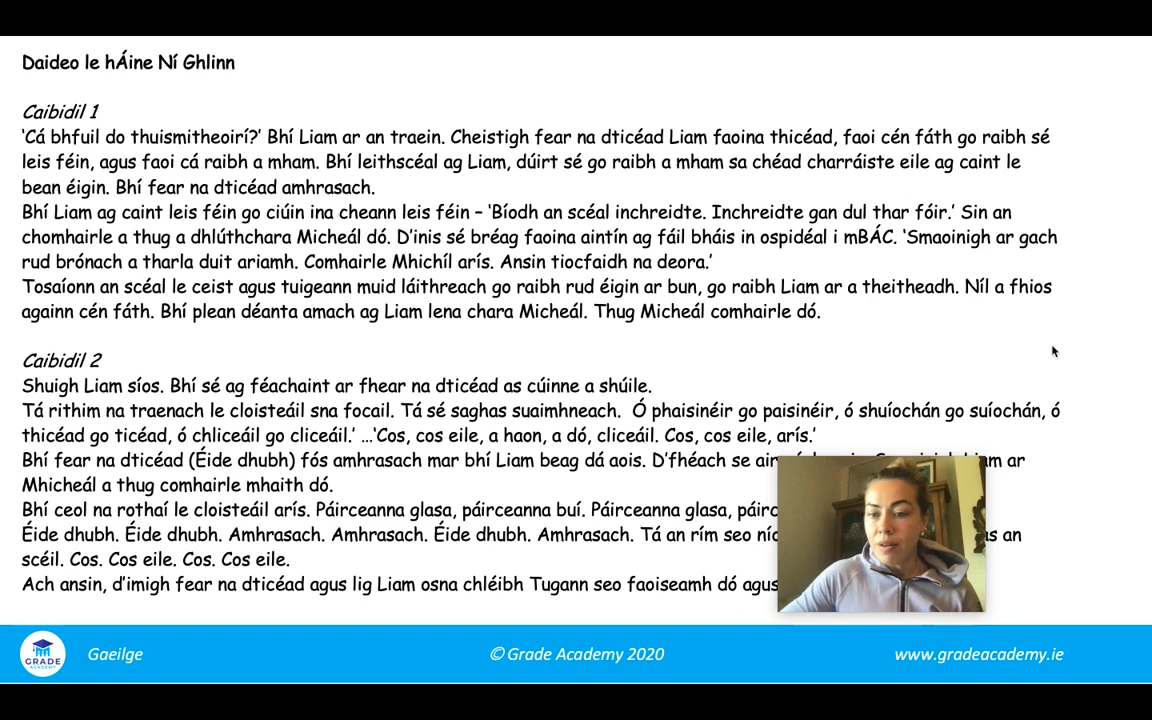 Daideo le hÁine Ní Ghlinn
Caibidil 1
‘Cá bhfuil do thuismitheoirí?’ Bhí Liam ar an traein. Cheistigh fear na dticéad Liam faoina thicéad, faoi cén fáth go raibh sé
leis féin, agus faoi cá raibh a mham. Bhí leithscéal ag Liam, dúirt sé go raibh a mham sa chéad charráiste eile ag caint le
bean éigin. Bhí fear na dticéad amhrasach.
Bhí Liam ag caint leis féin go ciúin ina cheann leis féin – ‘Bíodh an scéal inchreidte. Inchreidte gan dul thar fóir.’ Sin an
chomhairle a thug a dhlúthchara Micheál dó. D’inis sé bréag faoina aintín ag fáil bháis in ospidéal i mBÁC. ‘Smaoinigh ar gach
rud brónach a tharla duit ariamh. Comhairle Mhichíl arís. Ansin tiocfaidh na deora.’
Tosaíonn an scéal le ceist agus tuigeann muid láithreach go raibh rud éigin ar bun, go raibh Liam ar a theitheadh. Níl a fhios
againn cén fáth. Bhí plean déanta amach ag Liam lena chara Micheál. Thug Micheál comhairle dó.
Caibidil 2
Shuigh Liam síos. Bhí sé ag féachaint ar fhear na dticéad as cúinne a shúile.
Tá rithim na traenach le cloisteáil sna focail. Tá sé saghas suaimhneach. Ó phaisinéir go paisinéir, ó shuíochán go suíochán, ó
thicéad go ticéad, ó chliceáil go cliceáil.’ …‘Cos, cos eile, a haon, a dó, cliceáil. Cos, cos eile, arís.’
Bhí fear na dticéad (Éide dhubh) fós amhrasach mar bhí Liam beag dá aois. D’fhéach se ar
Mhicheál a thug comhairle mhaith dó.
Bhí ceol na rothaí le cloisteáil arís. Páirceanna glasa, páirceanna buí. Páirceanna glasa,
Éide dhubh. Éide dhubh. Amhrasach. Amhrasach. Éide dhubh. Amhrasach. Tá an rím seo an
scéil. Cos. Cos eile. Cos. Cos eile.
Ach ansin, d’imigh fear na dticéad agus lig Liam osna chléibh Tugann seo faoiseamh dó agus
GRADE
ACADEMY
Gaeilge
© Grade Academy 2020
www.gradeacademy.ie